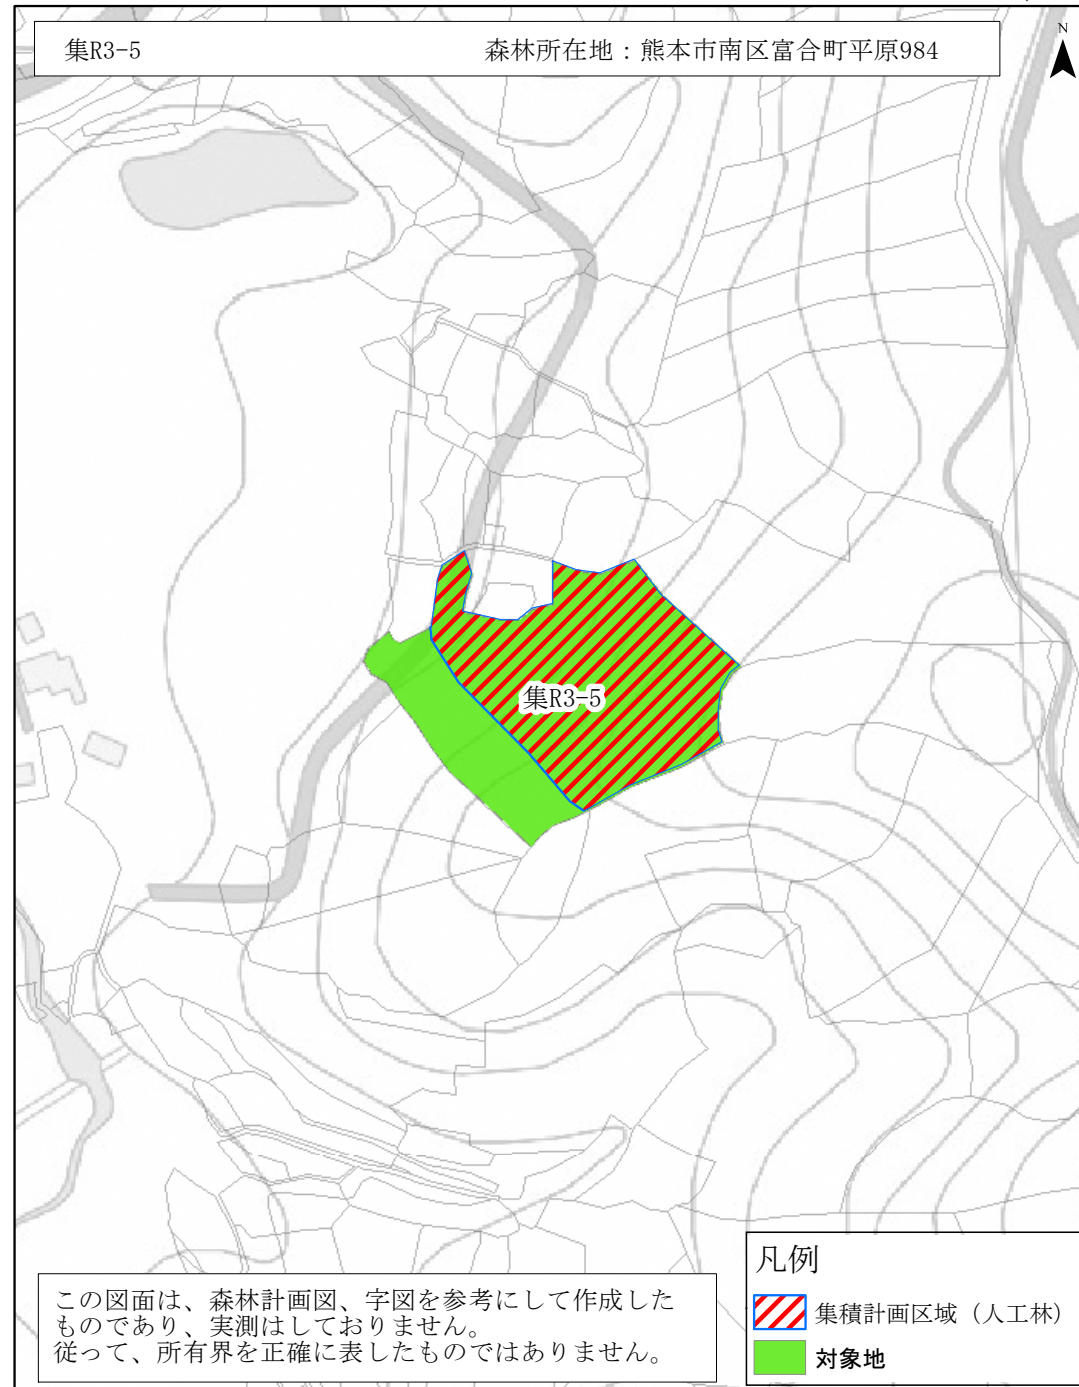 集R3-5 森林所在地：熊本市南区富合町平原984
N
集R3-5
この図面は、森林計画図、字図を参考にして作成した
ものであり、実測はしておりません。
従って、所有界を正確に表したものではありません。
凡例
集積計画区域（人工林）
対象地